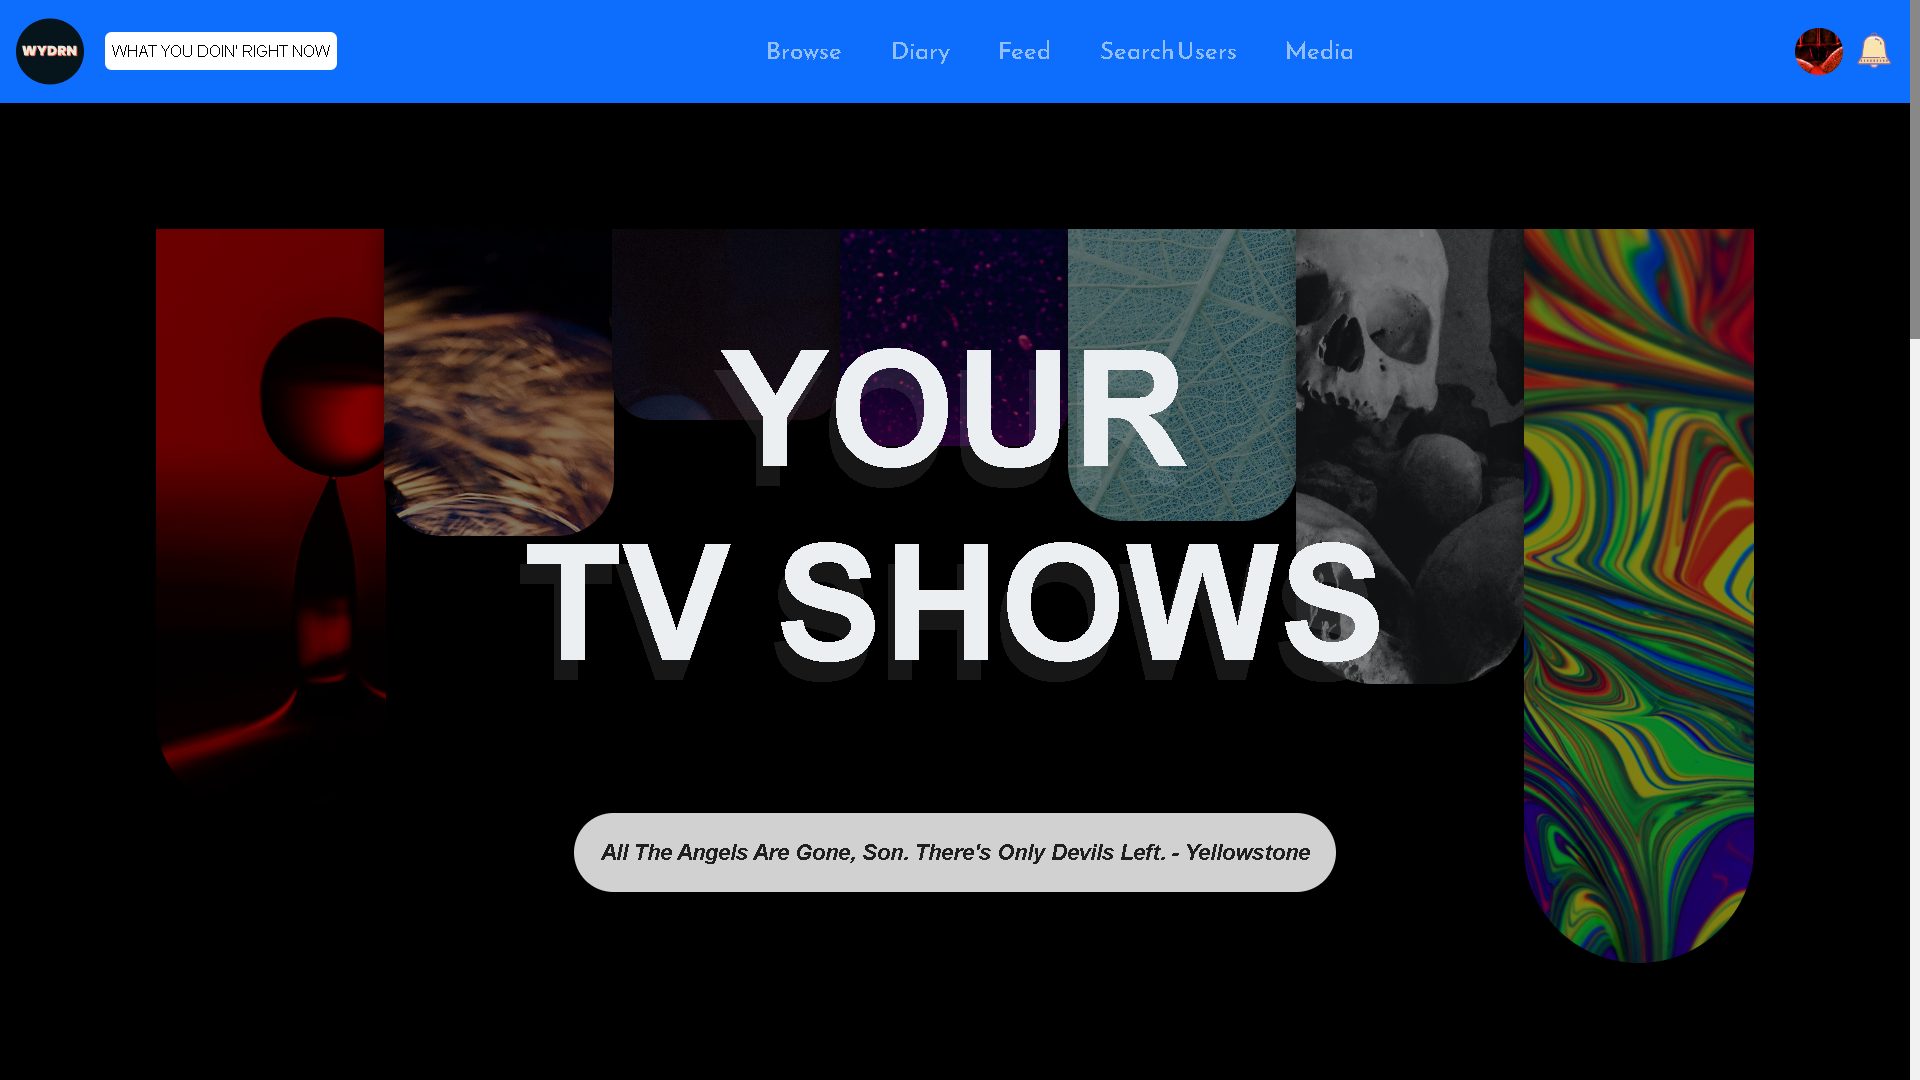 WYDRN
WHAT YOU DOIN' RIGHT NOW
Browse
Diary
Feed
Search Users
Media
YOUR
TV SHOWS
All The Angels Are Gone, Son. There's Only Devils Left. - Yellowstone